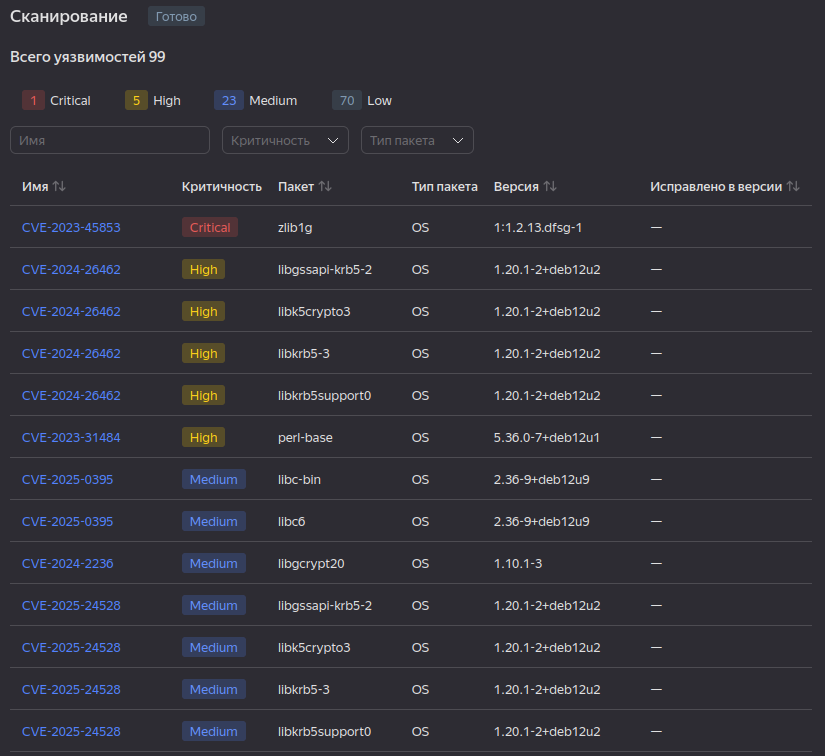 Сканирование Готово
Всего уязвимостей 99
1 Critical 5 High 23 Medium 70 Low
Имя Критичность Тип пакета
Имя Критичность Пакет Тип пакета Версия Исправлено в версии
CVE-2023-45853 Critical zlib1g OS 1:1.2.13.dfsg-1 —
CVE-2024-26462 High libgssapi-krb5-2 OS 1.20.1-2+deb12u2 —
CVE-2024-26462 High libk5crypto3 OS 1.20.1-2+deb12u2 —
CVE-2024-26462 High libkrb5-3 OS 1.20.1-2+deb12u2 —
CVE-2024-26462 High libkrb5support0 OS 1.20.1-2+deb12u2 —
CVE-2023-31484 High perl-base OS 5.36.0-7+deb12u1 —
CVE-2025-0395 Medium libc-bin OS 2.36-9+deb12u9 —
CVE-2025-0395 Medium libc6 OS 2.36-9+deb12u9 —
CVE-2024-2236 Medium libgcrypt20 OS 1.10.1-3 —
CVE-2025-24528 Medium libgssapi-krb5-2 OS 1.20.1-2+deb12u2 —
CVE-2025-24528 Medium libk5crypto3 OS 1.20.1-2+deb12u2 —
CVE-2025-24528 Medium libkrb5-3 OS 1.20.1-2+deb12u2 —
CVE-2025-24528 Medium libkrb5support0 OS 1.20.1-2+deb12u2 —